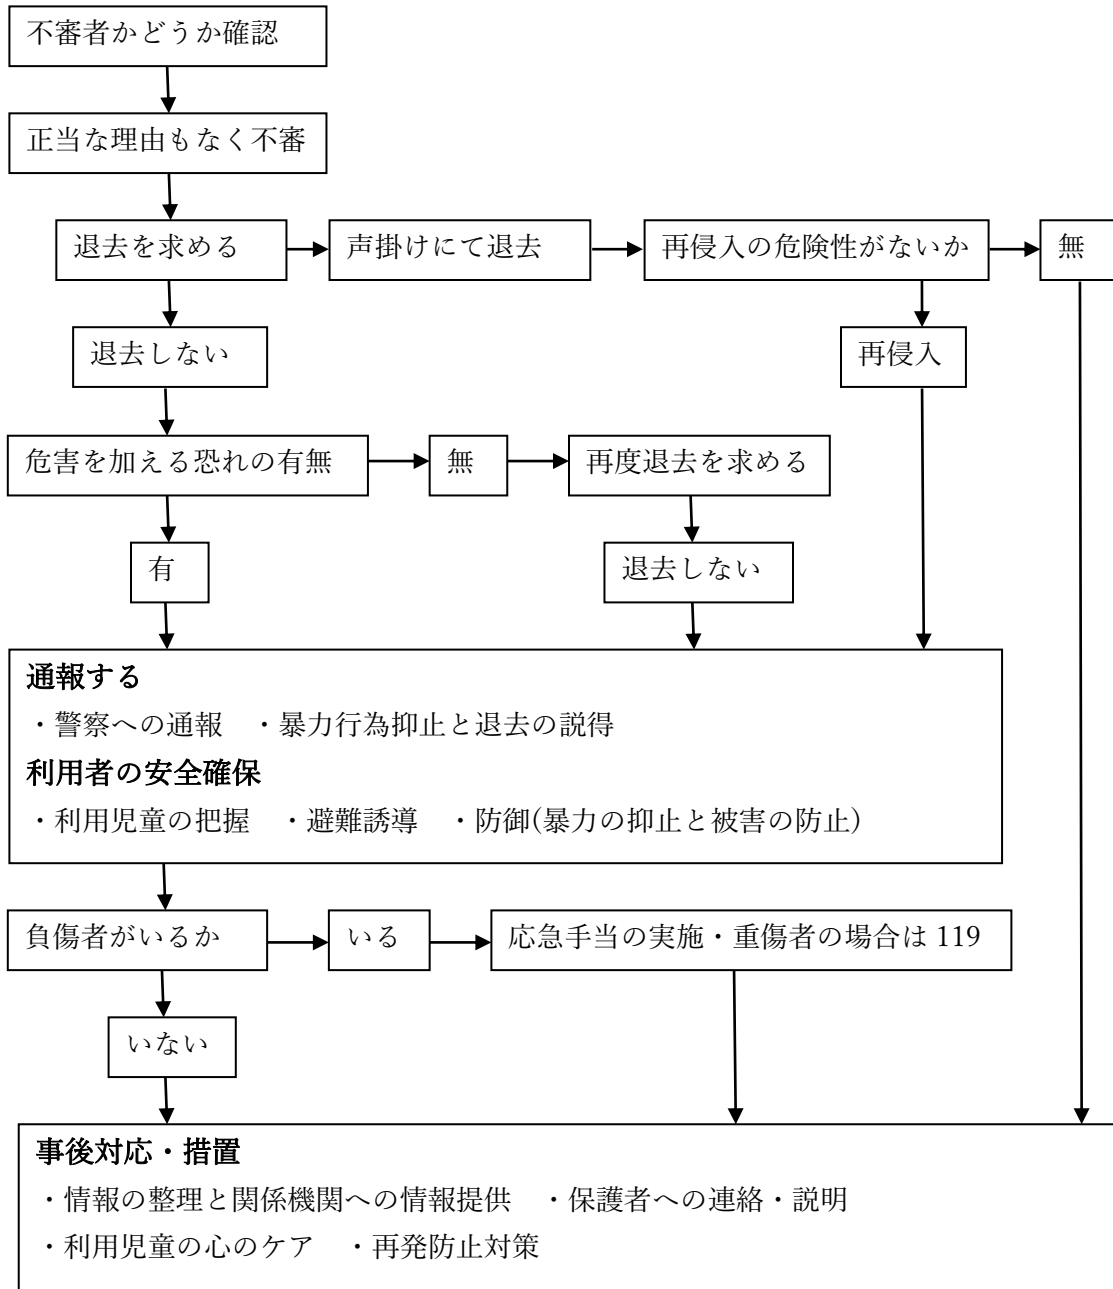 不審者かどうか確認
正当な理由もなく不審
退去を求める
声掛けにて退去
再侵入の危険性がないか
無
退去しない
再侵入
危害を加える恐れの有無
無
再度退去を求める
有
退去しない
通報する
・警察への通報　・暴力行為抑止と退去の説得
利用者の安全確保
・利用児童の把握　・避難誘導　・防御(暴力の抑止と被害の防止)
負傷者がいるか
いる
応急手当の実施・重傷者の場合は 119
いない
事後対応・措置
・情報の整理と関係機関への情報提供　・保護者への連絡・説明
・利用児童の心のケア　・再発防止対策